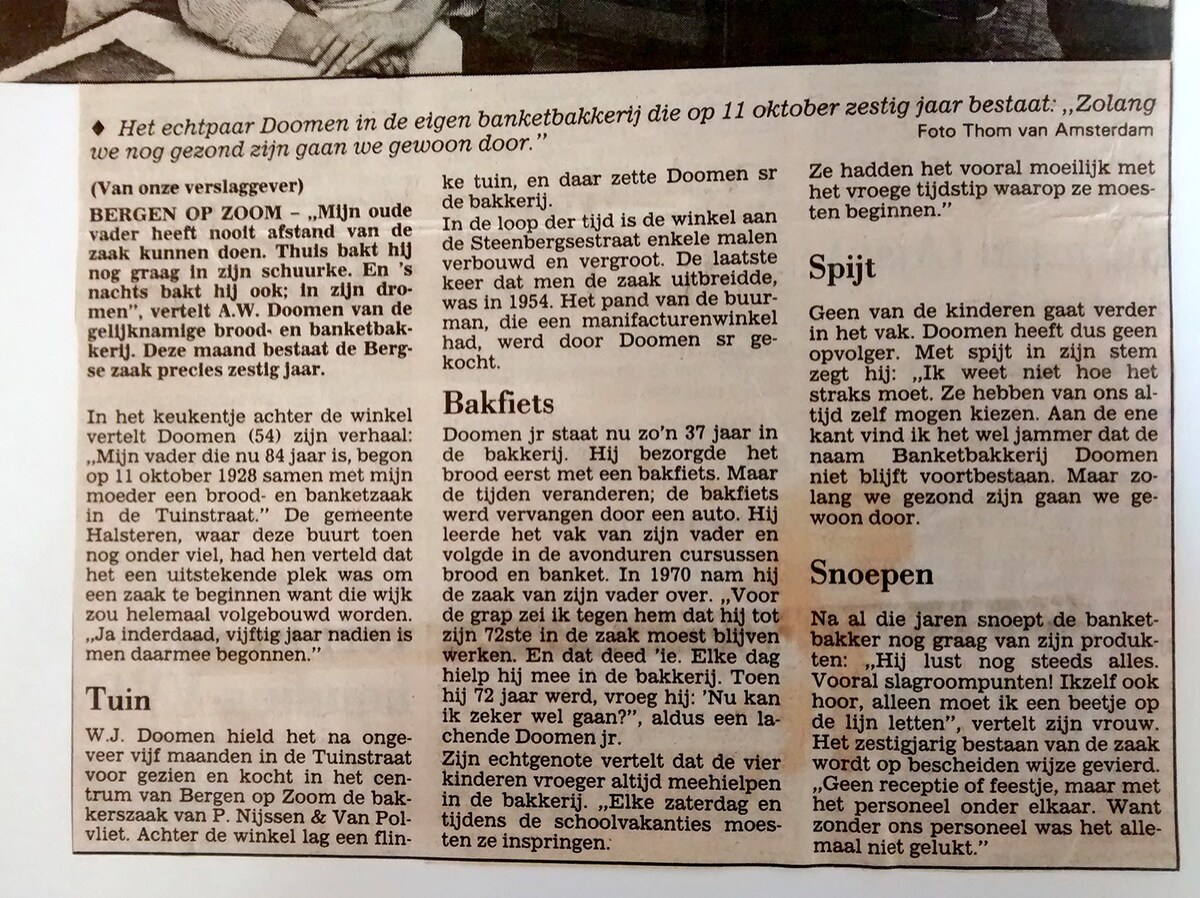 ♦ Het echtpaar Doomen in de eigen banketbakkerij die op 11 oktober zestig jaar bestaat: „Zolang
we nog gezond zijn gaan we gewoon door.”
Foto Thom van Amsterdam
(Van onze verslaggever)
BERGEN OP ZOOM – „Mijn oude
vader heeft nooit afstand van de
zaak kunnen doen. Thuis bakt hij
nog graag in zijn schuurke. En 's
nachts bakt hij ook; in zijn dro-
men”, vertelt A.W. Doomen van de
gelijknamige brood- en banketbak-
kerij. Deze maand bestaat de Berg-
se zaak precies zestig jaar.
In het keukentje achter de winkel
vertelt Doomen (54) zijn verhaal:
„Mijn vader die nu 84 jaar is, begon
op 11 oktober 1928 samen met mijn
moeder een brood- en banketzaak
in de Tuinstraat.” De gemeente
Halsteren, waar deze buurt toen
nog onder viel, had hen verteld dat
het een uitstekende plek was om
een zaak te beginnen want die wijk
zou helemaal volgebouwd worden.
„Ja inderdaad, vijftig jaar nadien is
men daarmee begonnen.”
Tuin
W.J. Doomen hield het na onge-
veer vijf maanden in de Tuinstraat
voor gezien en kocht in het cen-
trum van Bergen op Zoom de bak-
kerszaak van P. Nijssen & Van Pol-
vliet. Achter de winkel lag een flin-
ke tuin, en daar zette Doomen sr
de bakkerij.
In de loop der tijd is de winkel aan
de Steenbergsestraat enkele malen
verbouwd en vergroot. De laatste
keer dat men de zaak uitbreidde,
was in 1954. Het pand van de buur-
man, die een manifacturenwinkel
had, werd door Doomen sr ge-
kocht.
Bakfiets
Doomen jr staat nu zo'n 37 jaar in
de bakkerij. Hij bezorgde het
brood eerst met een bakfiets. Maar
de tijden veranderen; de bakfiets
werd vervangen door een auto. Hij
leerde het vak van zijn vader en
volgde in de avonduren cursussen
brood en banket. In 1970 nam hij
de zaak van zijn vader over. „Voor
de grap zei ik tegen hem dat hij tot
zijn 72ste in de zaak moest blijven
werken. En dat deed 'ie. Elke dag
hielp hij mee in de bakkerij. Toen
hij 72 jaar werd, vroeg hij: 'Nu kan
ik zeker wel gaan?”, aldus een la-
chende Doomen jr.
Zijn echtgenote vertelt dat de vier
kinderen vroeger altijd meehielpen
in de bakkerij. „Elke zaterdag en
tijdens de schoolvakanties moes-
ten ze inspringen.
Ze hadden het vooral moeilijk met
het vroege tijdstip waarop ze moes-
ten beginnen.”
Spijt
Geen van de kinderen gaat verder
in het vak. Doomen heeft dus geen
opvolger. Met spijt in zijn stem
zegt hij: „Ik weet niet hoe het
straks moet. Ze hebben van ons al-
tijd zelf mogen kiezen. Aan de ene
kant vind ik het wel jammer dat de
naam Banketbakkerij Doomen
niet blijft voortbestaan. Maar zo-
lang we gezond zijn gaan we ge-
woon door.
Snoepen
Na al die jaren snoept de banket-
bakker nog graag van zijn produk-
ten: „Hij lust nog steeds alles.
Vooral slagroompunten! Ikzelf ook
hoor, alleen moet ik een beetje op
de lijn letten”, vertelt zijn vrouw.
Het zestigjarig bestaan van de zaak
wordt op bescheiden wijze gevierd.
„Geen receptie of feestje, maar met
het personeel onder elkaar. Want
zonder ons personeel was het alle-
maal niet gelukt.”